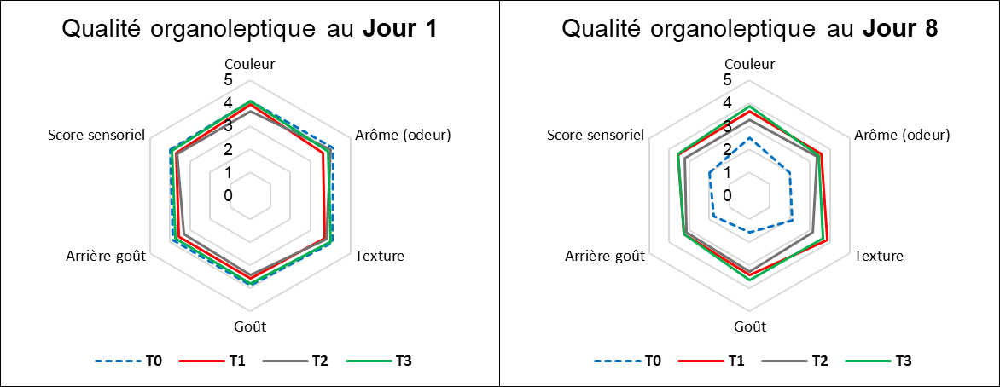 Qualité organoleptique au Jour 1
Couleur
5
4
3
2
1
0
Arôme (odeur)
Texture
Goût
Arrière-goût
Score sensoriel
T0 T1 T2 T3
Qualité organoleptique au Jour 8
Couleur
5
4
3
2
1
0
Arôme (odeur)
Texture
Goût
Arrière-goût
Score sensoriel
T0 T1 T2 T3